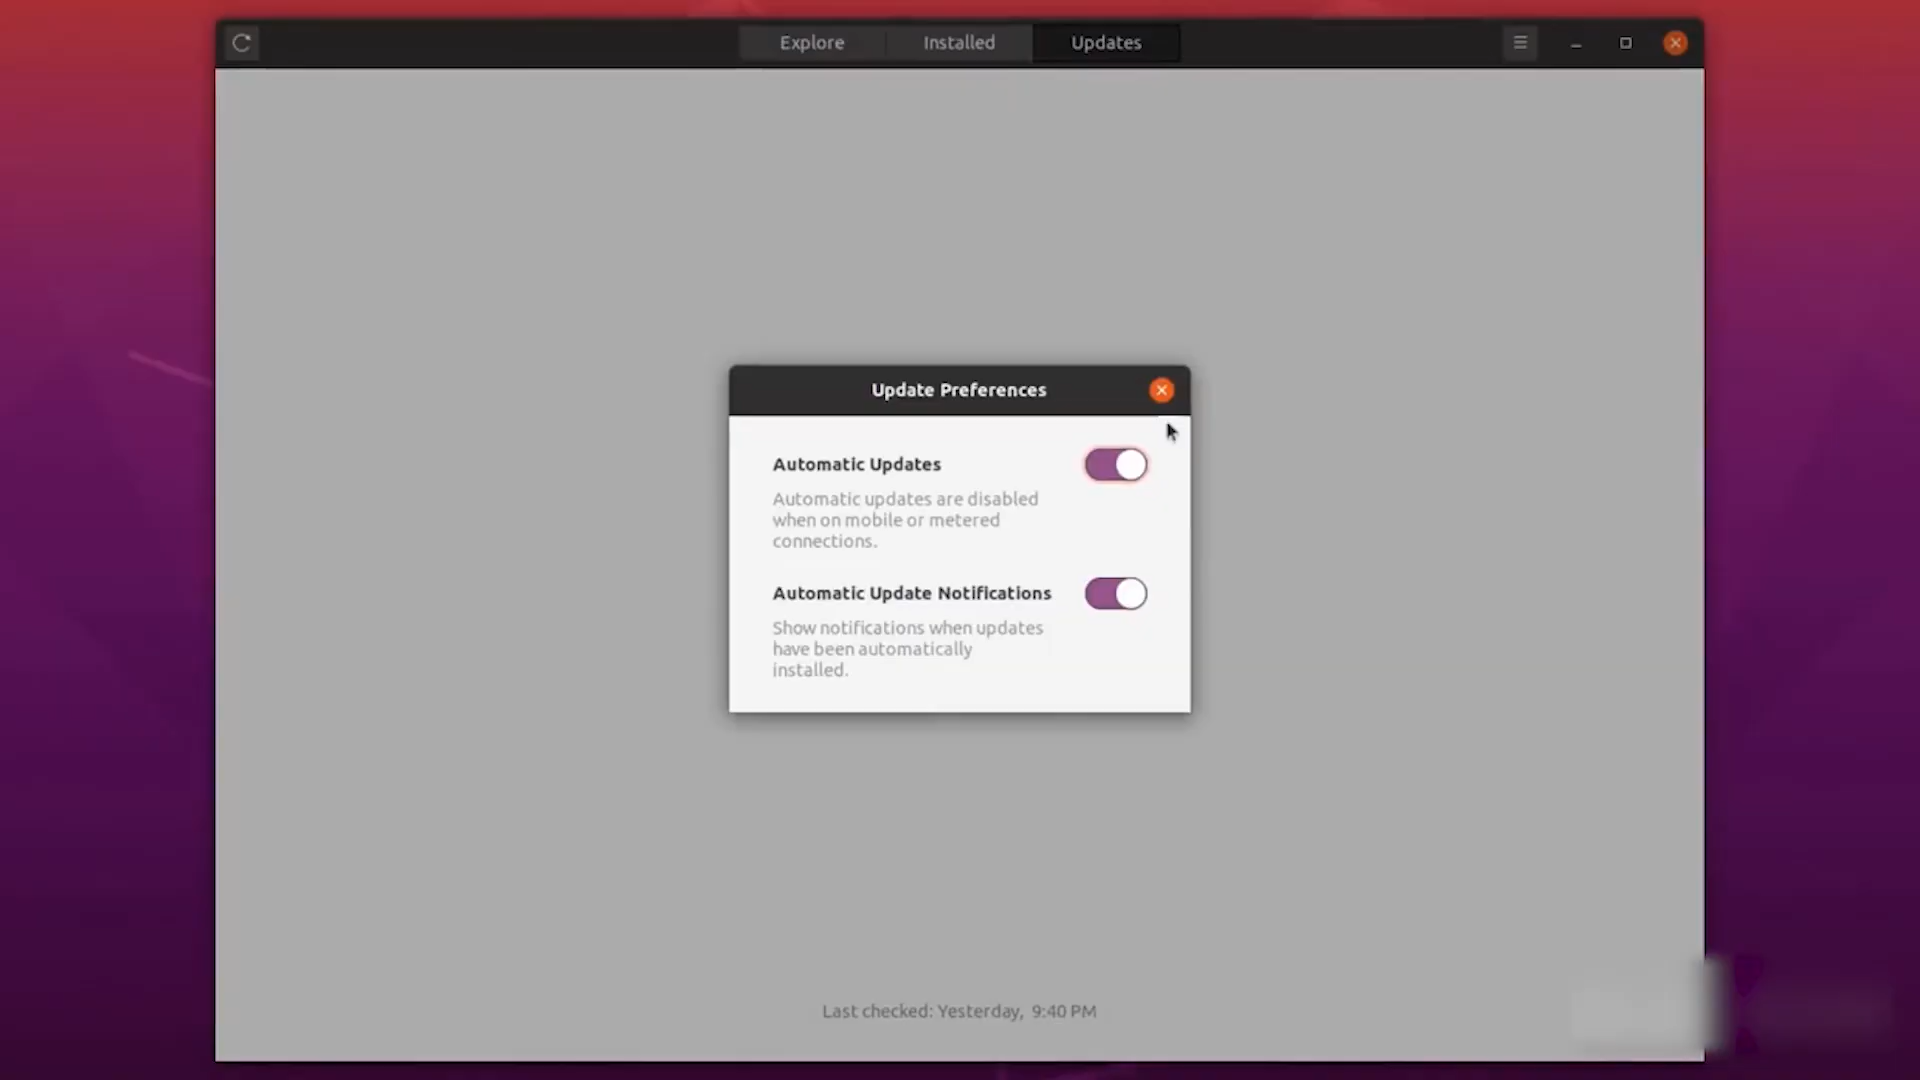 Explore Installed Updates
Update Preferences
Automatic Updates
Automatic updates are disabled
when on mobile or metered
connections.
Automatic Update Notifications
Show notifications when updates
have been automatically
installed.
Last checked: Yesterday, 9:40 PM